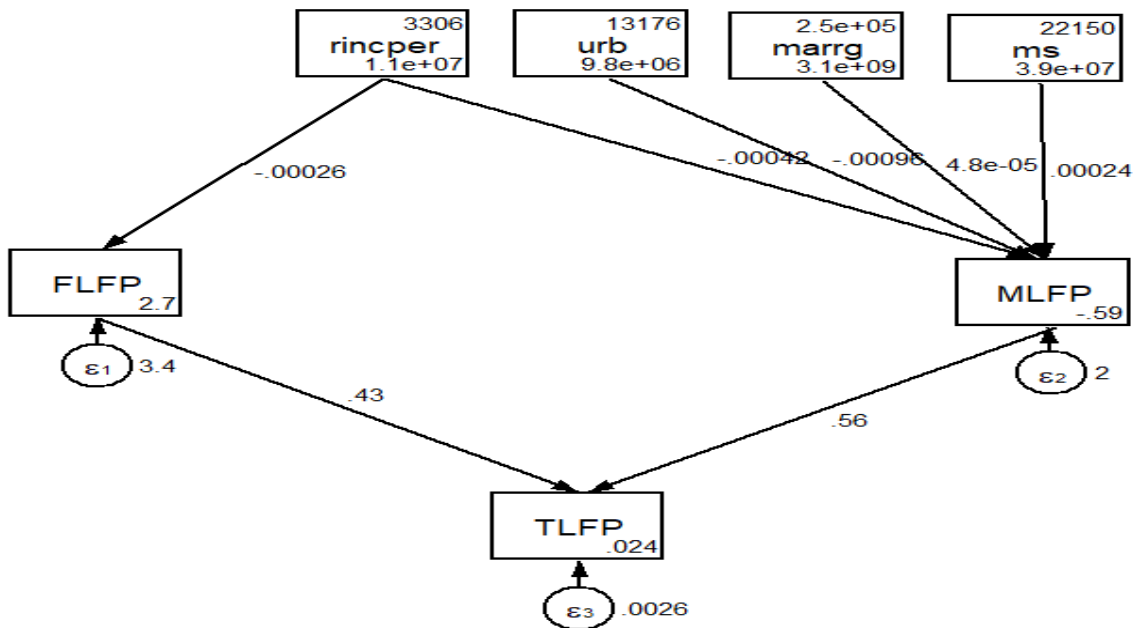 3306
rincper
1.1e+07
13176
urb
9.8e+06
2.5e+05
marrg
3.1e+09
22150
ms
3.9e+07
-.00026
-.00042
-.00096
4.8e-05
.00024
FLFP
2.7
MLFP
-.59
ε1
3.4
ε2
2
.43
.56
TLFP
.024
ε3
.0026